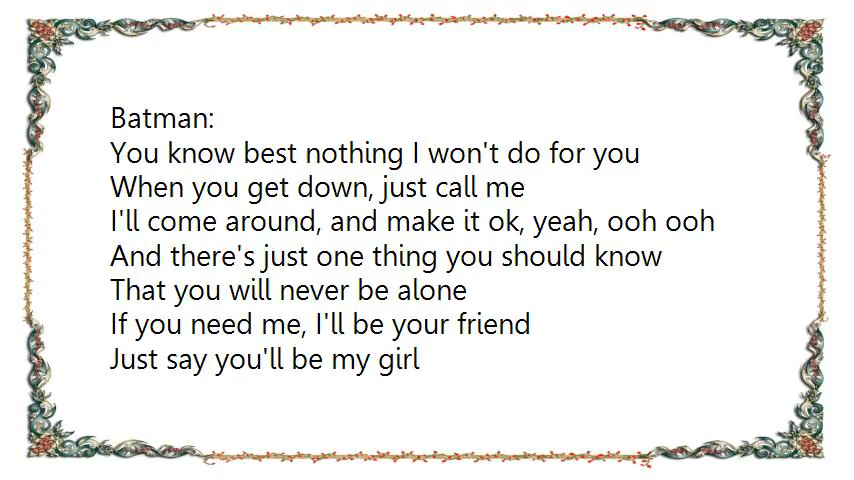 Batman:
You know best nothing I won't do for you
When you get down, just call me
I'll come around, and make it ok, yeah, ooh ooh
And there's just one thing you should know
That you will never be alone
If you need me, I'll be your friend
Just say you'll be my girl